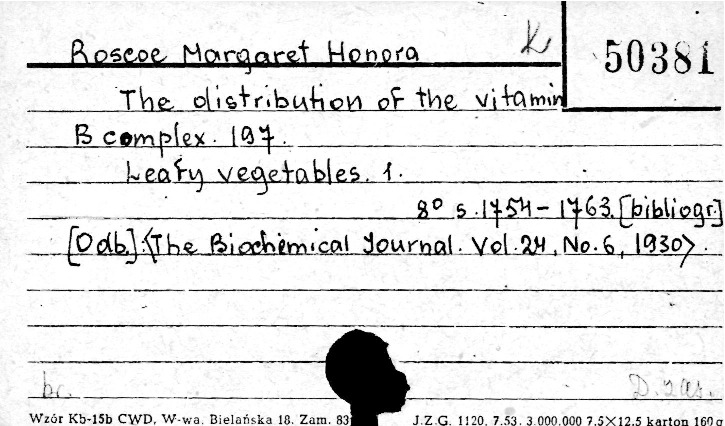 Roscoe Margaret Honora K 50381
The distribution of the vitamin
B complex. 197.
Leafy vegetables. 1.
8° s. 1754-1763. [bibliogr.]
[Odb.]: <The Biochemical Journal. Vol. 24, No. 6, 1930>.
br. D. zas.
Wzór Kb-15b CWD, W-wa, Bielańska 18. Zam. 83 J.Z.G. 1120, 7.53. 3.000.000 7.5×12.5 karton 160 g